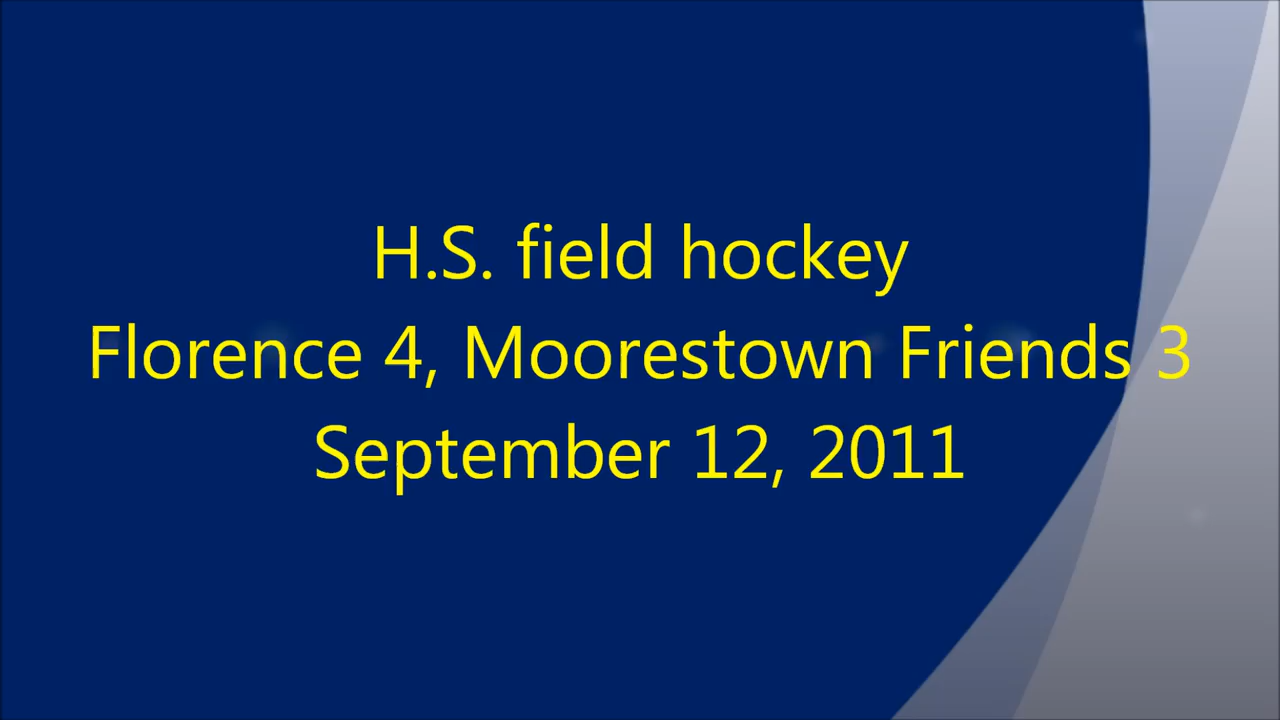 H.S. field hockey
Florence 4, Moorestown Friends 3
September 12, 2011